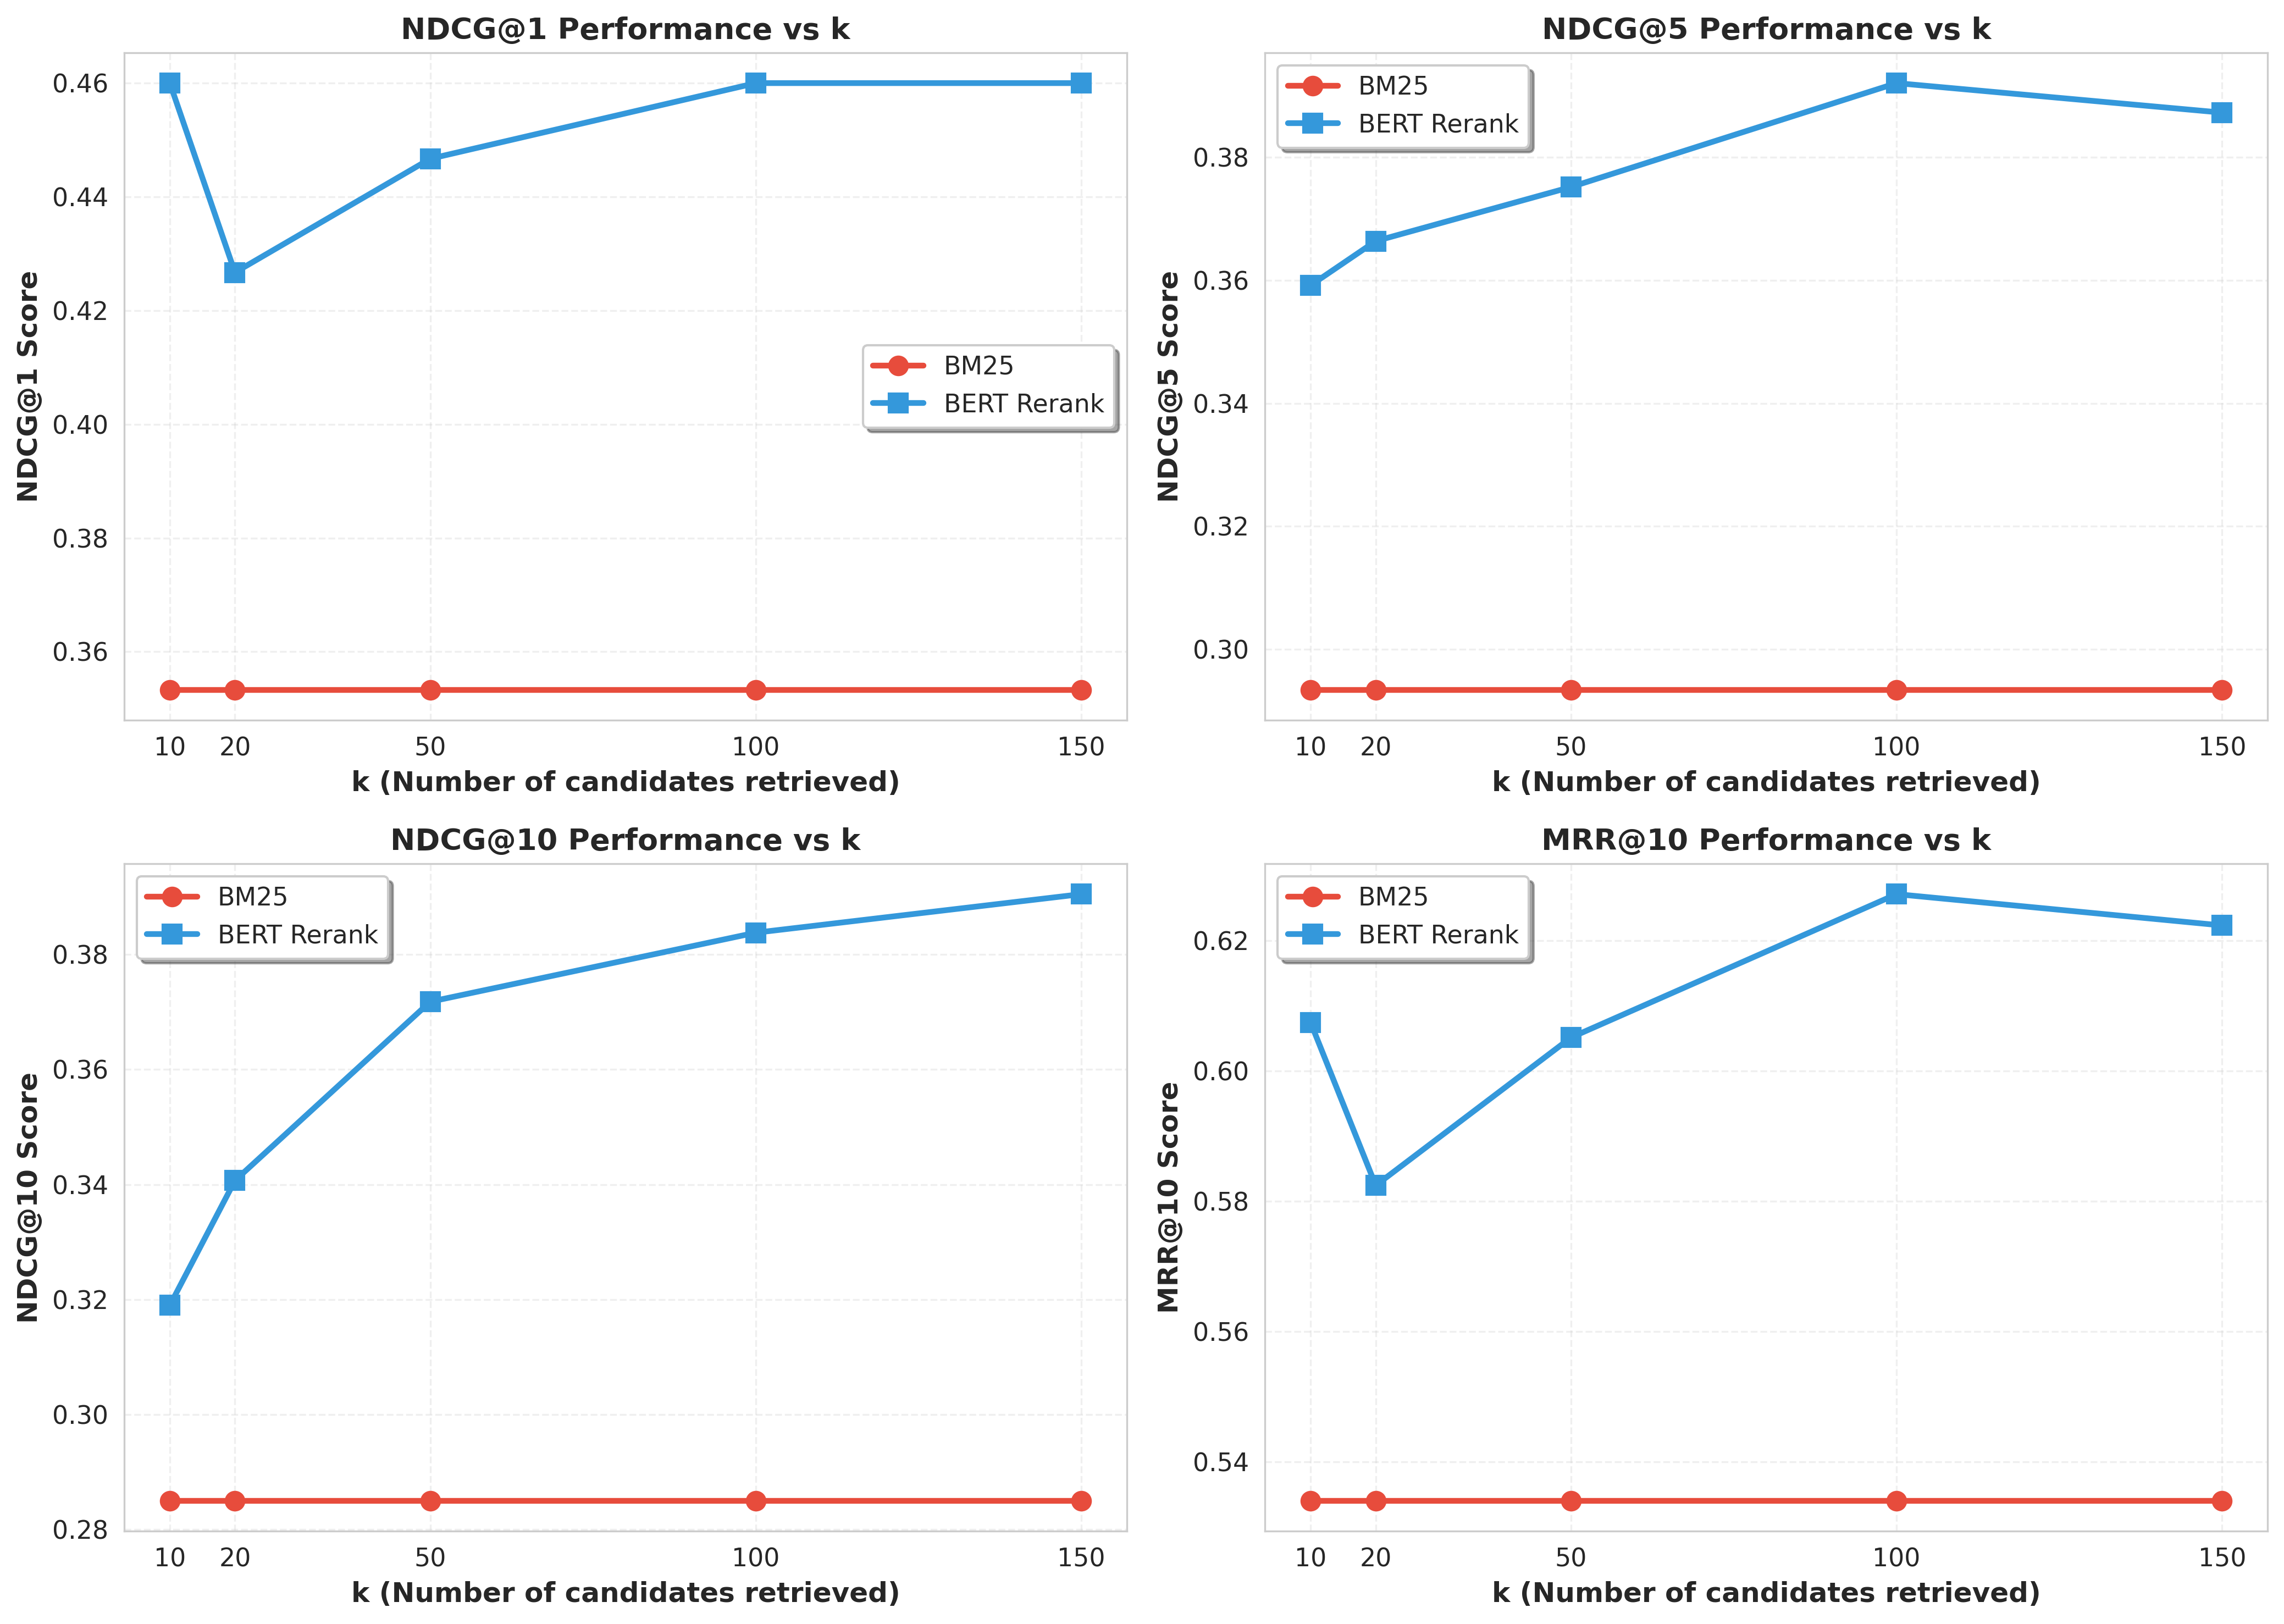 NDCG@1 Performance vs k
NDCG@1 Score
0.46
0.44
0.42
0.40
0.38
0.36
BM25
BERT Rerank
10 20 50 100 150
k (Number of candidates retrieved)
NDCG@5 Performance vs k
NDCG@5 Score
BM25
BERT Rerank
0.38
0.36
0.34
0.32
0.30
10 20 50 100 150
k (Number of candidates retrieved)
NDCG@10 Performance vs k
NDCG@10 Score
BM25
BERT Rerank
0.38
0.36
0.34
0.32
0.30
0.28
10 20 50 100 150
k (Number of candidates retrieved)
MRR@10 Performance vs k
MRR@10 Score
BM25
BERT Rerank
0.62
0.60
0.58
0.56
0.54
10 20 50 100 150
k (Number of candidates retrieved)